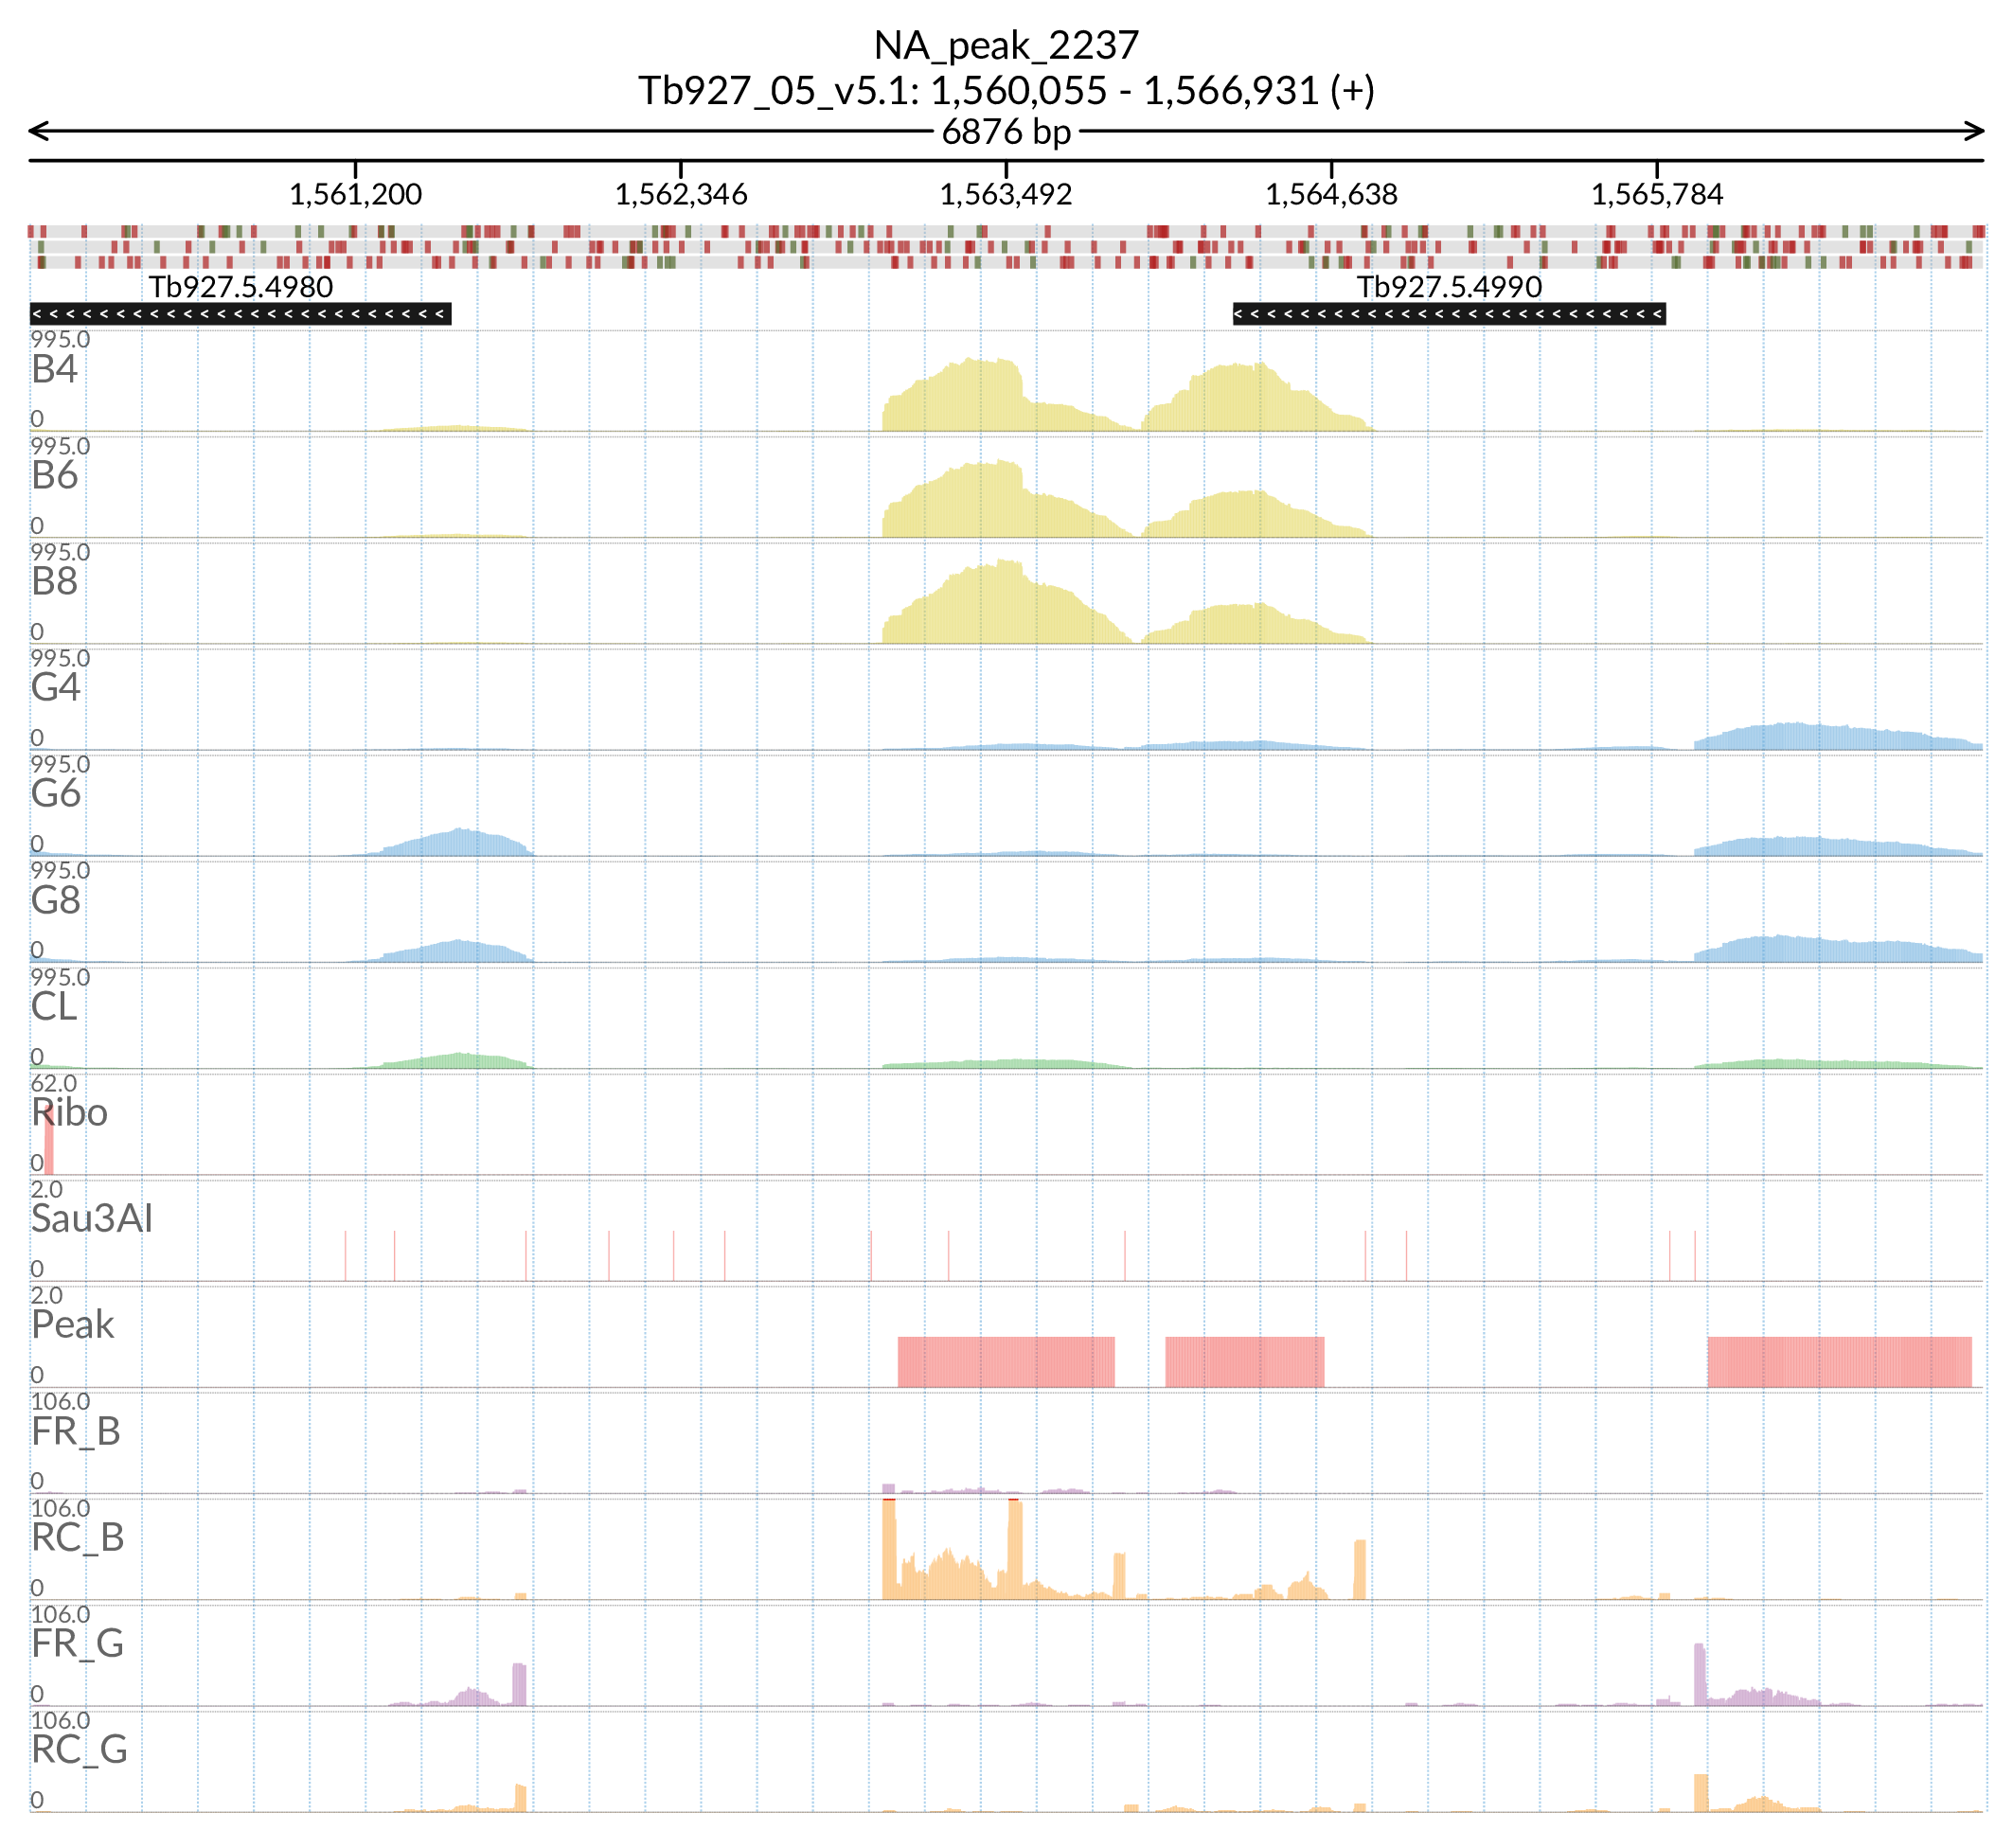 NA_peak_2237
Tb927_05_v5.1: 1,560,055 - 1,566,931 (+)
6876 bp
1,561,200 1,562,346 1,563,492 1,564,638 1,565,784
Tb927.5.4980 Tb927.5.4990
995.0
B4
0
995.0
B6
0
995.0
B8
0
995.0
G4
0
995.0
G6
0
995.0
G8
0
995.0
CL
0
62.0
Ribo
0
2.0
Sau3AI
0
2.0
Peak
0
106.0
FR_B
0
106.0
RC_B
0
106.0
FR_G
0
106.0
RC_G
0